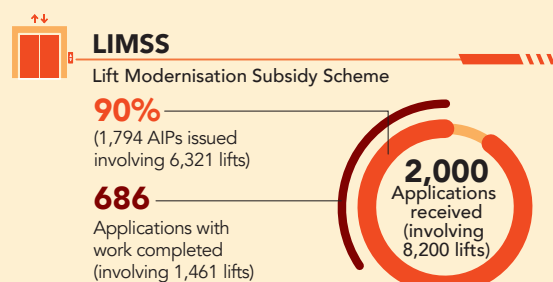 LIMSS
Lift Modernisation Subsidy Scheme
90%
(1,794 AIPs issued
involving 6,321 lifts)
686
Applications with
work completed
(involving 1,461 lifts)
2,000
Applications
received
(involving
8,200 lifts)